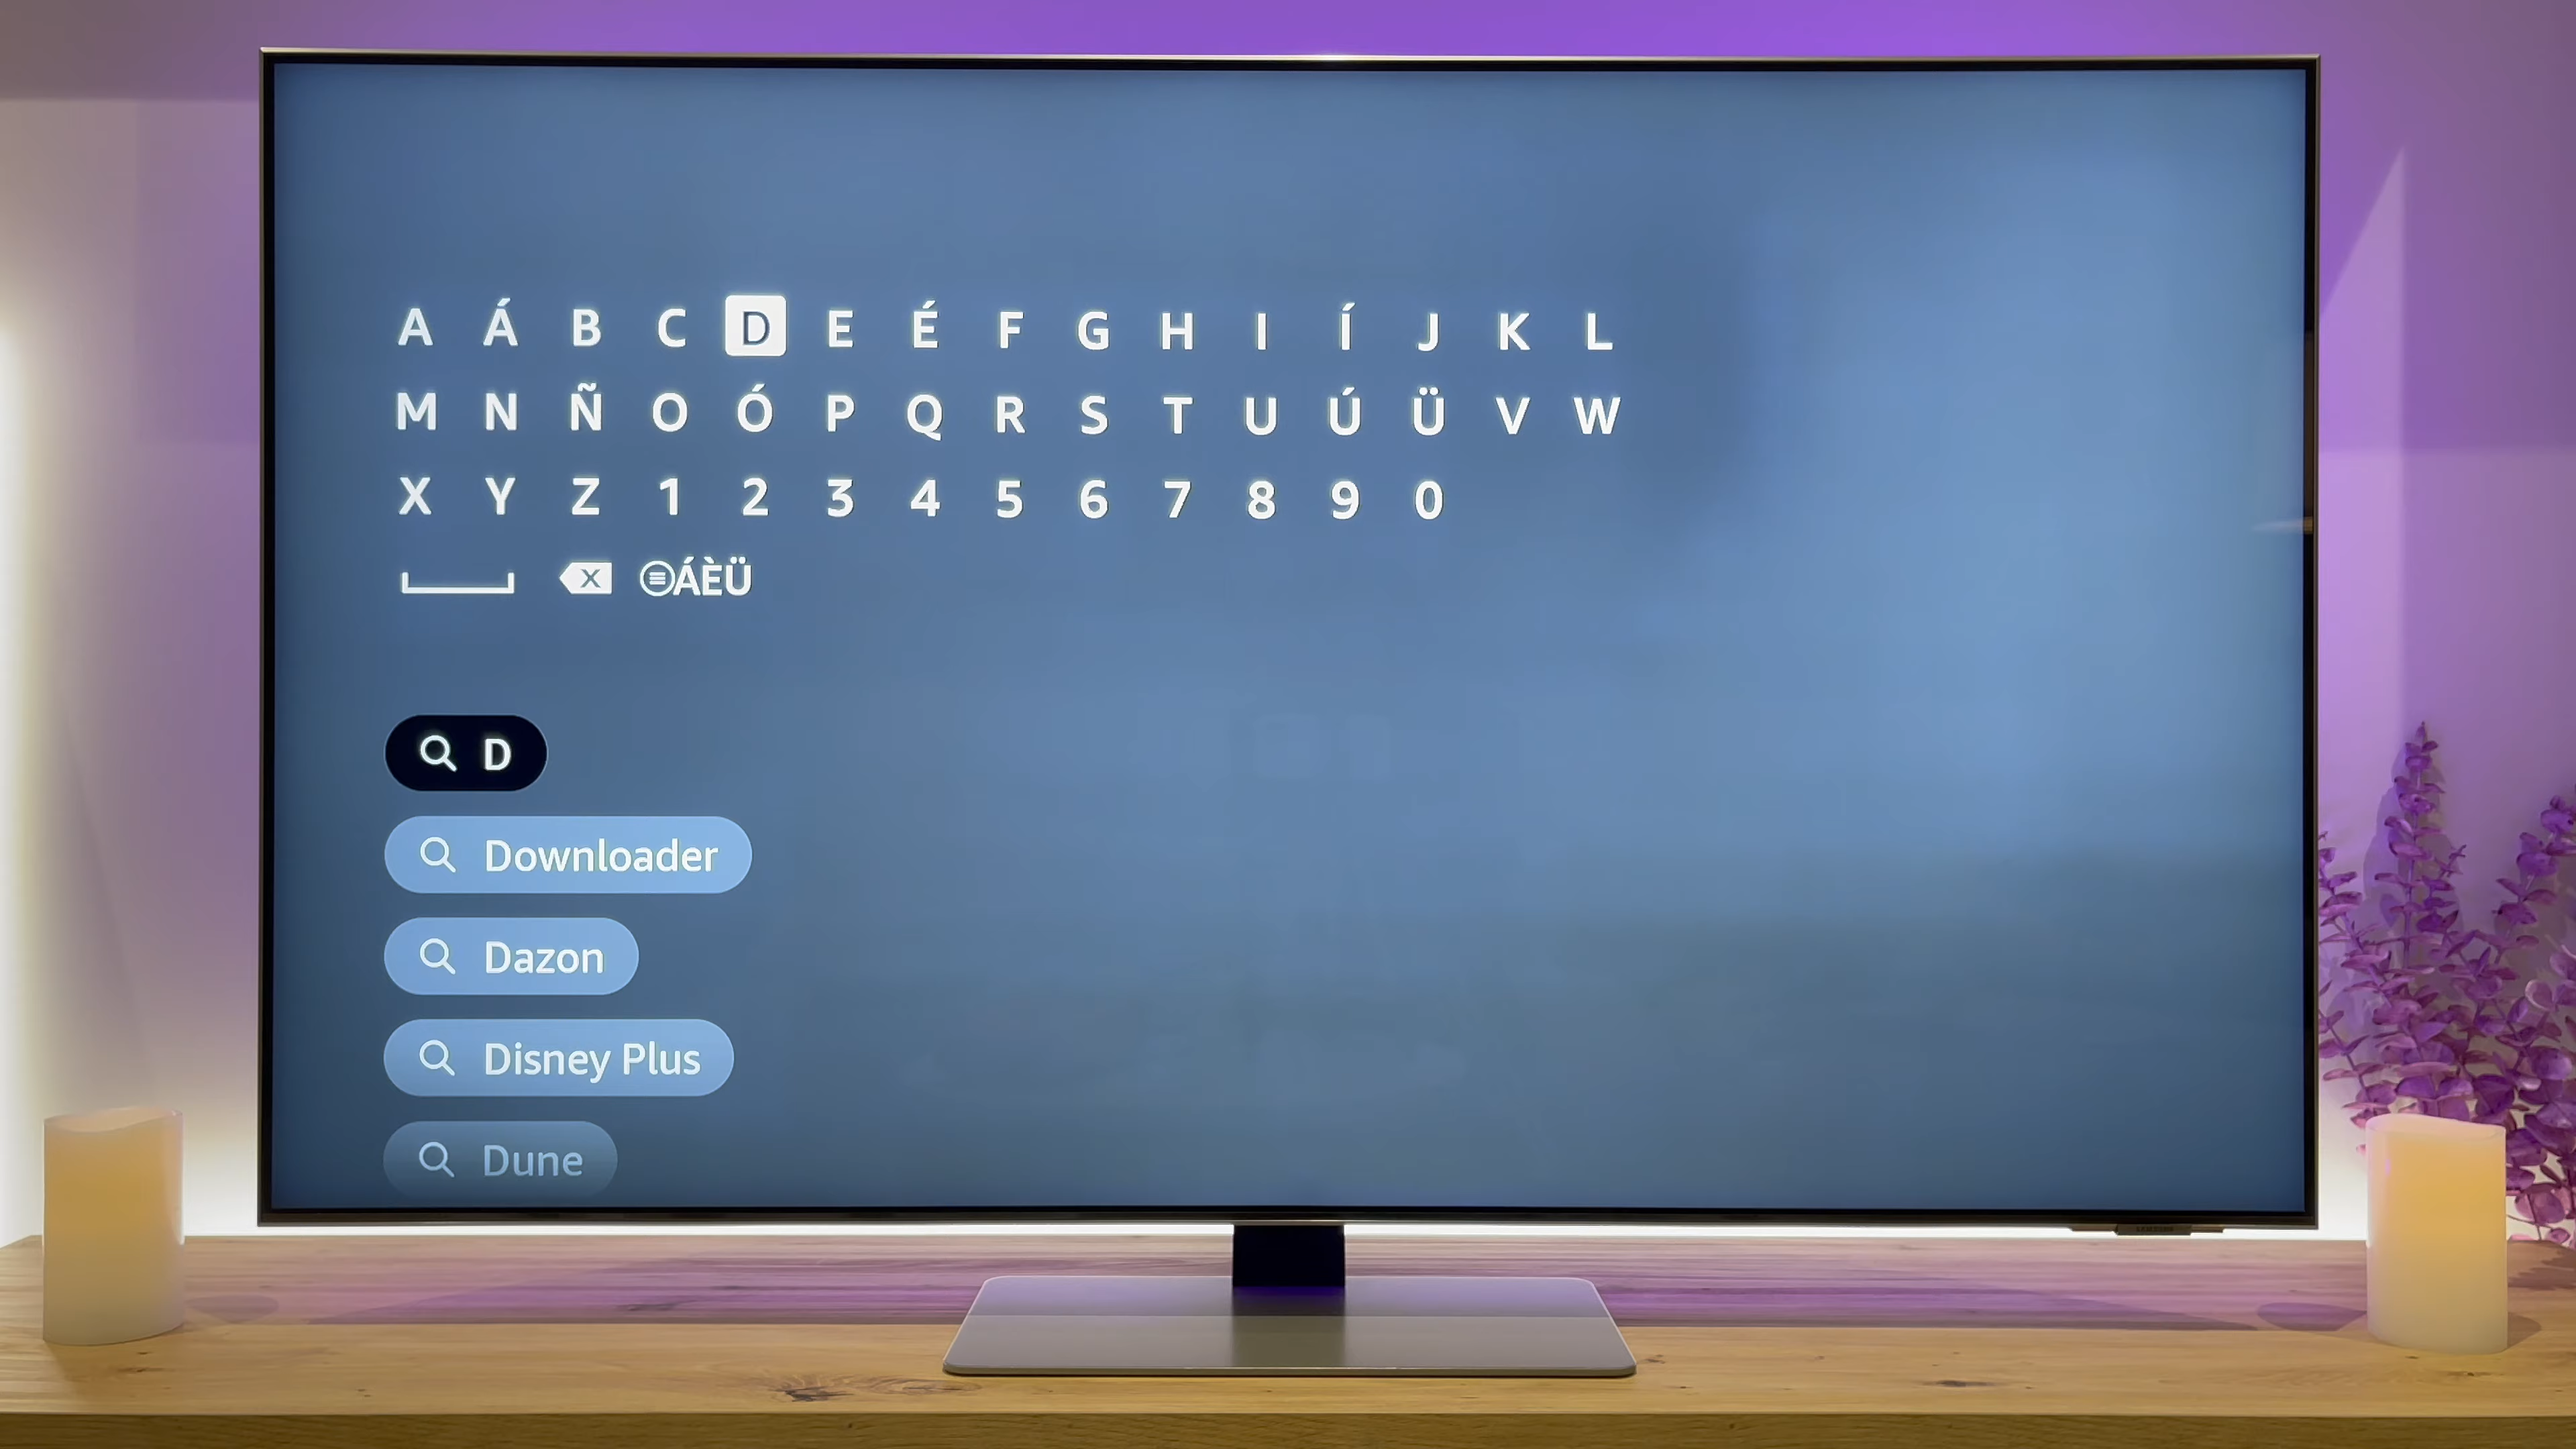 A Á B C D E É F G H I Í J K L
M N Ñ O Ó P Q R S T U Ú Ü V W
X Y Z 1 2 3 4 5 6 7 8 9 0
ÁÈÜ
D
Downloader
Dazon
Disney Plus
Dune